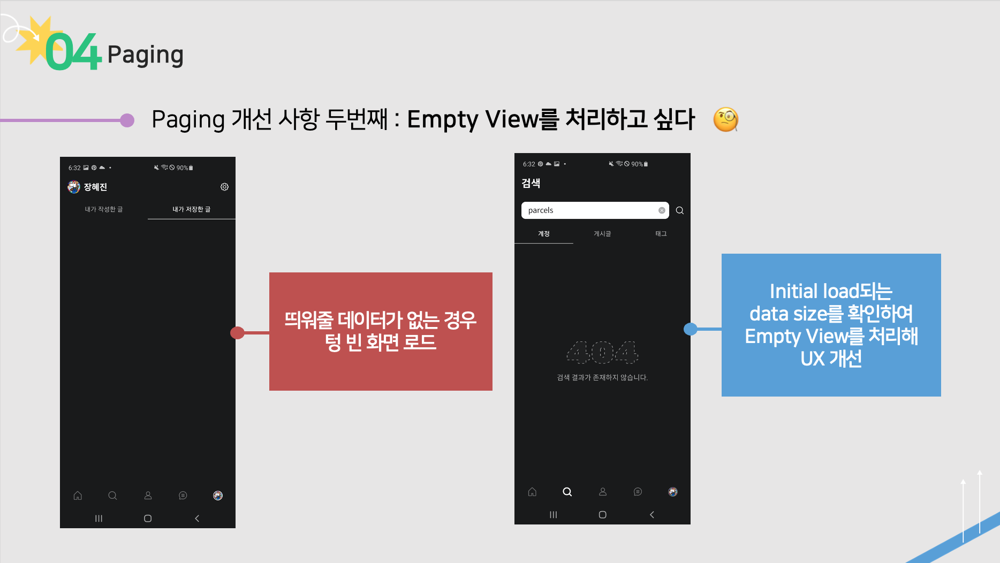 04 Paging
Paging 개선 사항 두번째 : Empty View를 처리하고 싶다
6:32
90%
장혜진
내가 작성한 글
내가 저장한 글
띄워줄 데이터가 없는 경우
텅 빈 화면 로드
6:32
90%
검색
parcels
계정
게시글
태그
404
검색 결과가 존재하지 않습니다.
Initial load되는
data size를 확인하여
Empty View를 처리해
UX 개선